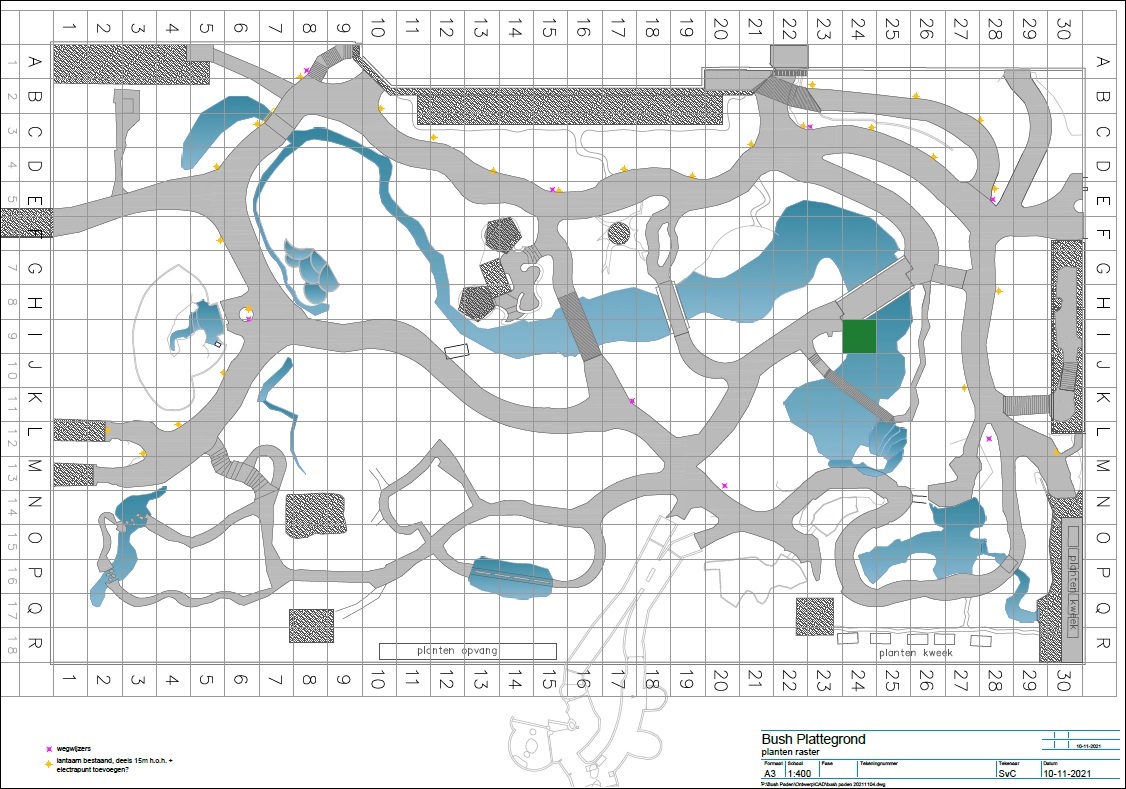 1 2 3 4 5 6 7 8 9 10 11 12 13 14 15 16 17 18 19 20 21 22 23 24 25 26 27 28 29 30
1 A A
2 B B
3 C C
4 D D
5 E E
F F
7 G G
8 H H
9 I I
10 J J
11 K K
12 L L
13 M M
14 N N
15 O O
16 P P
17 Q Q
18 R R
planten kweek
planten opvang
planten kweek
1 2 3 4 5 6 7 8 9 10 11 12 13 14 15 16 17 18 19 20 21 22 23 24 25 26 27 28 29 30
wegwijzers
lantaarn bestaand, deels 15m h.o.h. +
electrapunt toevoegen?
Bush Plattegrond
planten raster
10-11-2021
Formaat Schaal Fase Tekeningnummer Tekenaar Datum
A3 1:400 SvC 10-11-2021
P:\Bush Paden\Ontwerp\CAD\bush paden 20211104.dwg